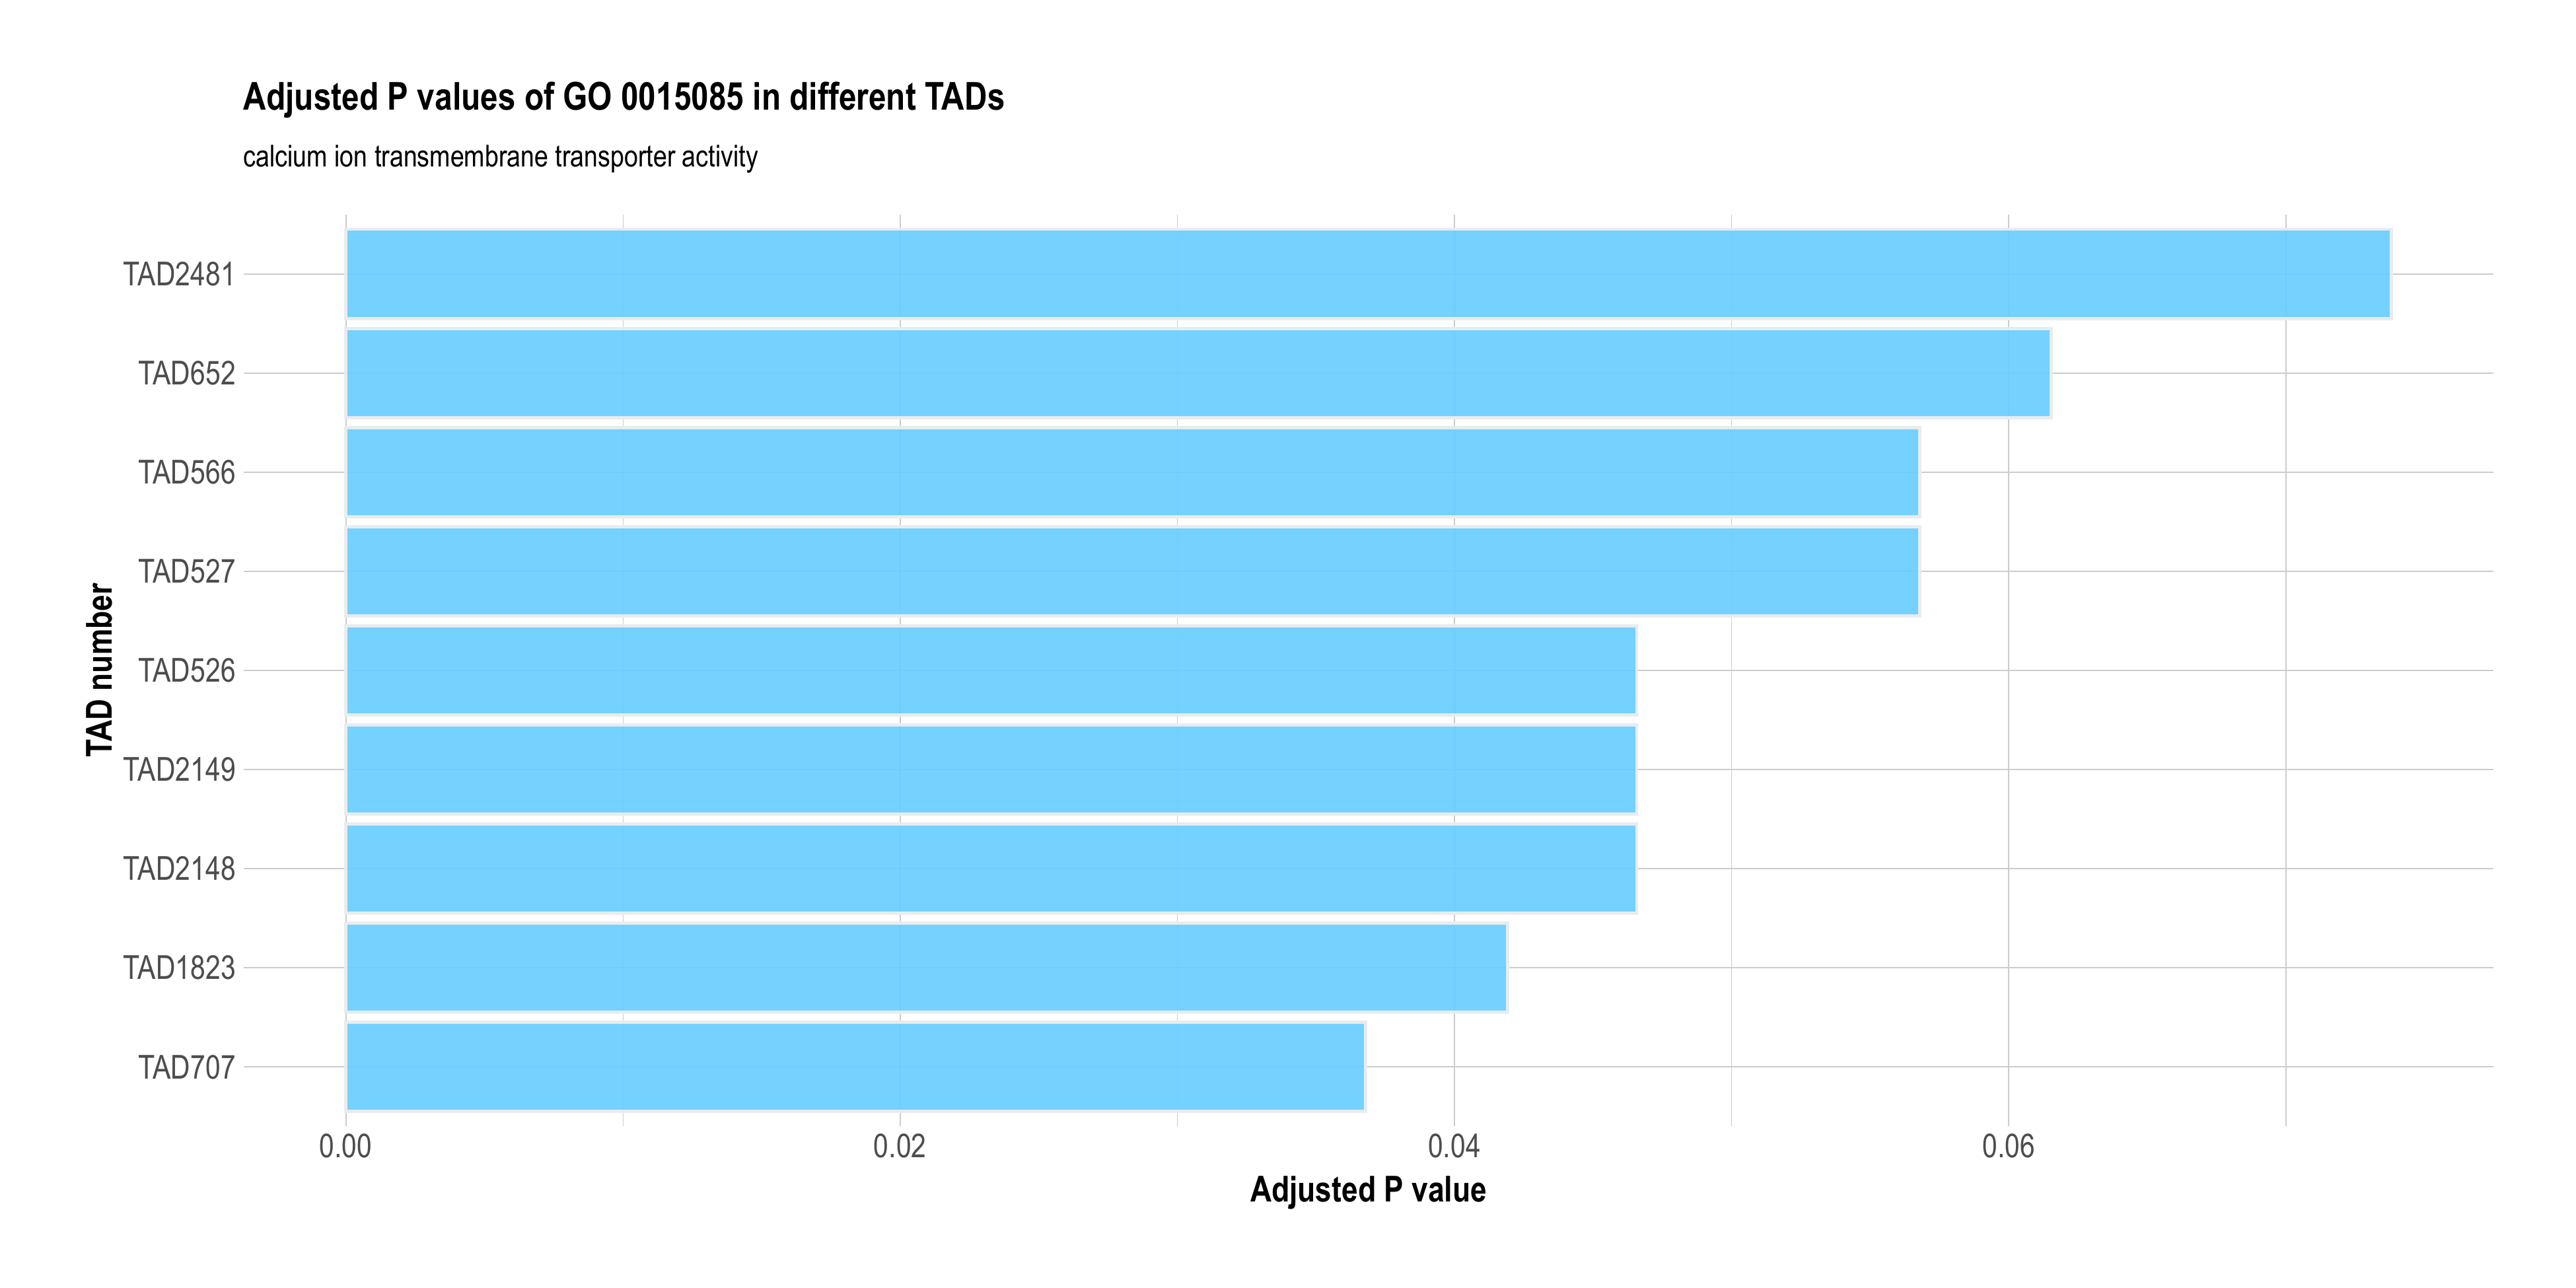 Adjusted P values of GO 0015085 in different TADs
calcium ion transmembrane transporter activity
TAD number
TAD2481
TAD652
TAD566
TAD527
TAD526
TAD2149
TAD2148
TAD1823
TAD707
0.00 0.02 0.04 0.06
Adjusted P value